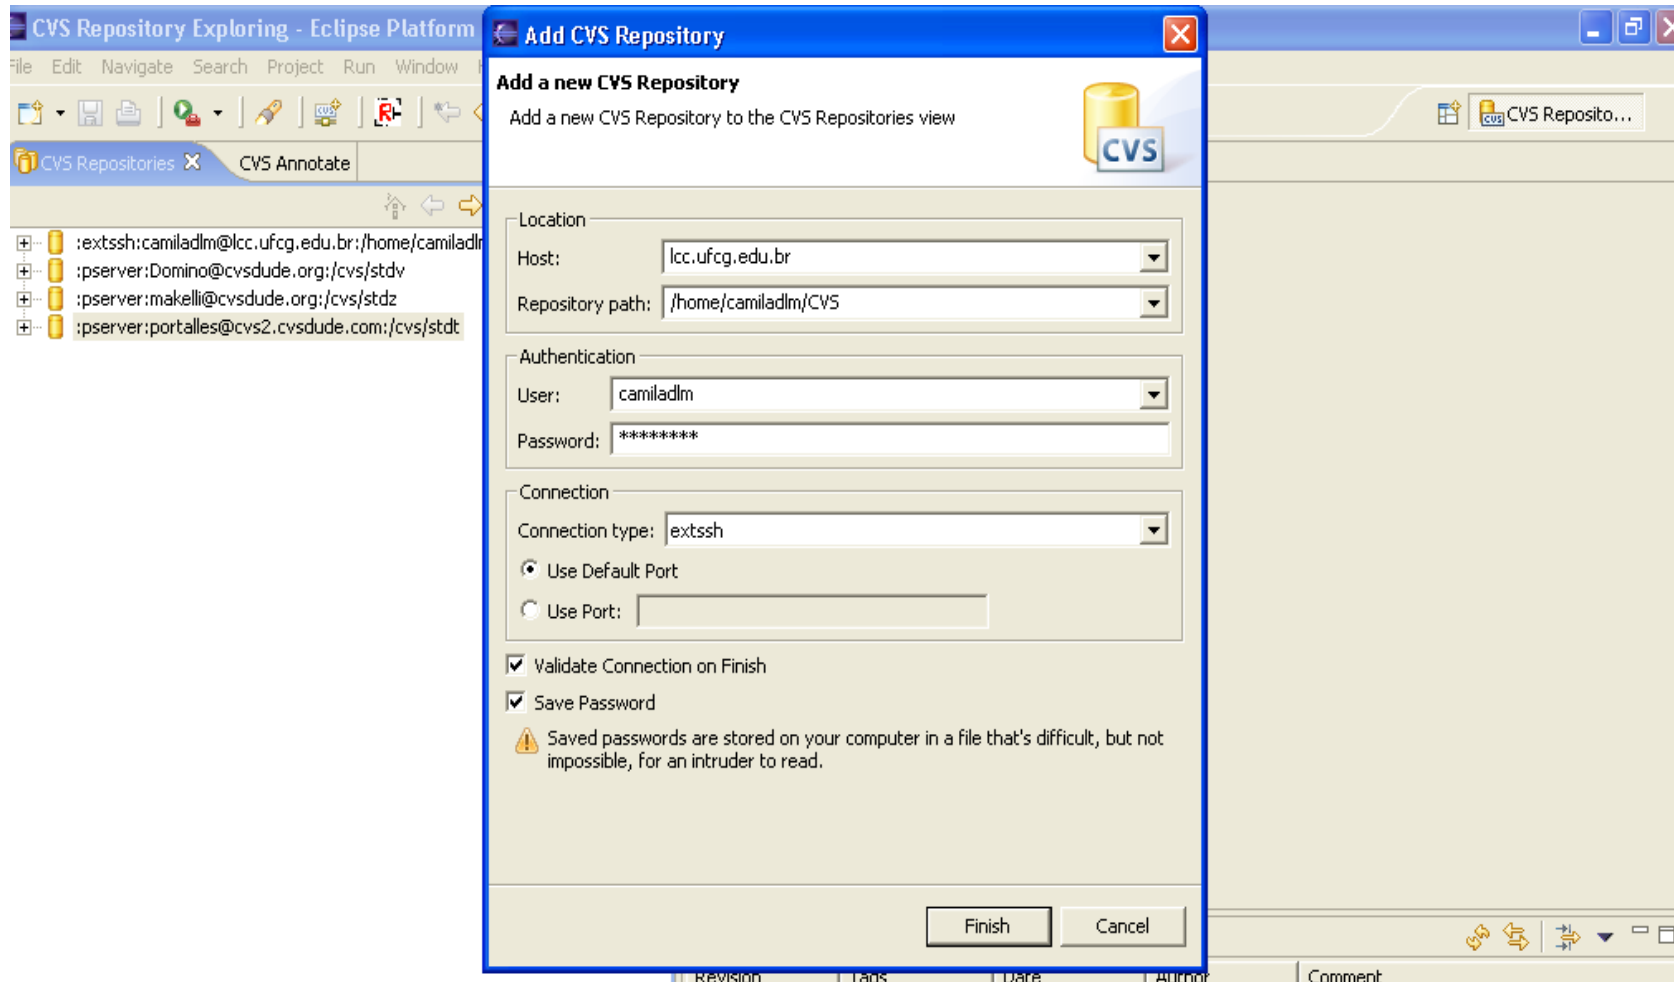 CVS Repository Exploring - Eclipse Platform
File Edit Navigate Search Project Run Window
CVS Reposito...
CVS Repositories CVS Annotate
:extssh:camiladlm@lcc.ufcg.edu.br:/home/camiladlm
:pserver:Domino@cvsdude.org:/cvs/stdv
:pserver:makelli@cvsdude.org:/cvs/stdz
:pserver:portalles@cvs2.cvsdude.com:/cvs/stdt
Add CVS Repository
Add a new CVS Repository
Add a new CVS Repository to the CVS Repositories view
CVS
Location
Host: lcc.ufcg.edu.br
Repository path: /home/camiladlm/CVS
Authentication
User: camiladlm
Password: ********
Connection
Connection type: extssh
Use Default Port
Use Port:
Validate Connection on Finish
Save Password
Saved passwords are stored on your computer in a file that's difficult, but not
impossible, for an intruder to read.
Finish Cancel
Revision Tags Date Author Comment